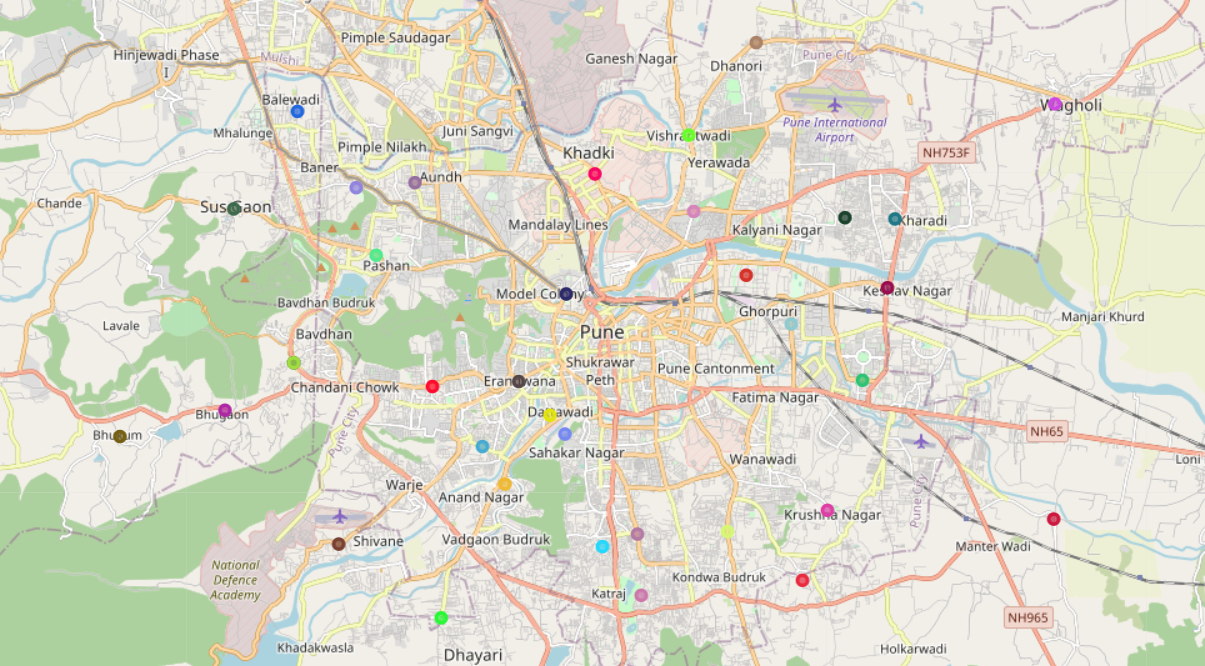 Pimple Saudagar
Hinjewadi Phase
I
Mulshi
Ganesh Nagar
Dhanori
Pune City
Balewadi
Wagholi
Mhalunge
Juni Sangvi
Vishrantwadi
Pune International
Airport
Pimple Nilakh
Khadki
NH753F
Baner
Aundh
Yerawada
Chande
Sus Gaon
Mandalay Lines
Kalyani Nagar
Kharadi
Pashan
Model Colony
Keshav Nagar
Bavdhan Budruk
Ghorpuri
Manjari Khurd
Lavale
Bavdhan
Pune
Shukrawar
Peth
Pune Cantonment
Chandani Chowk
Erandwana
Fatima Nagar
Bhugaon
Dattawadi
Pune City
Bhukum
NH65
Sahakar Nagar
Wanawadi
Loni
Warje
Anand Nagar
Pune City
Krushna Nagar
Shivane
Vadgaon Budruk
Manter Wadi
National
Defence
Academy
Kondwa Budruk
Katraj
NH965
Khadakwasla
Dhayari
Holkarwadi